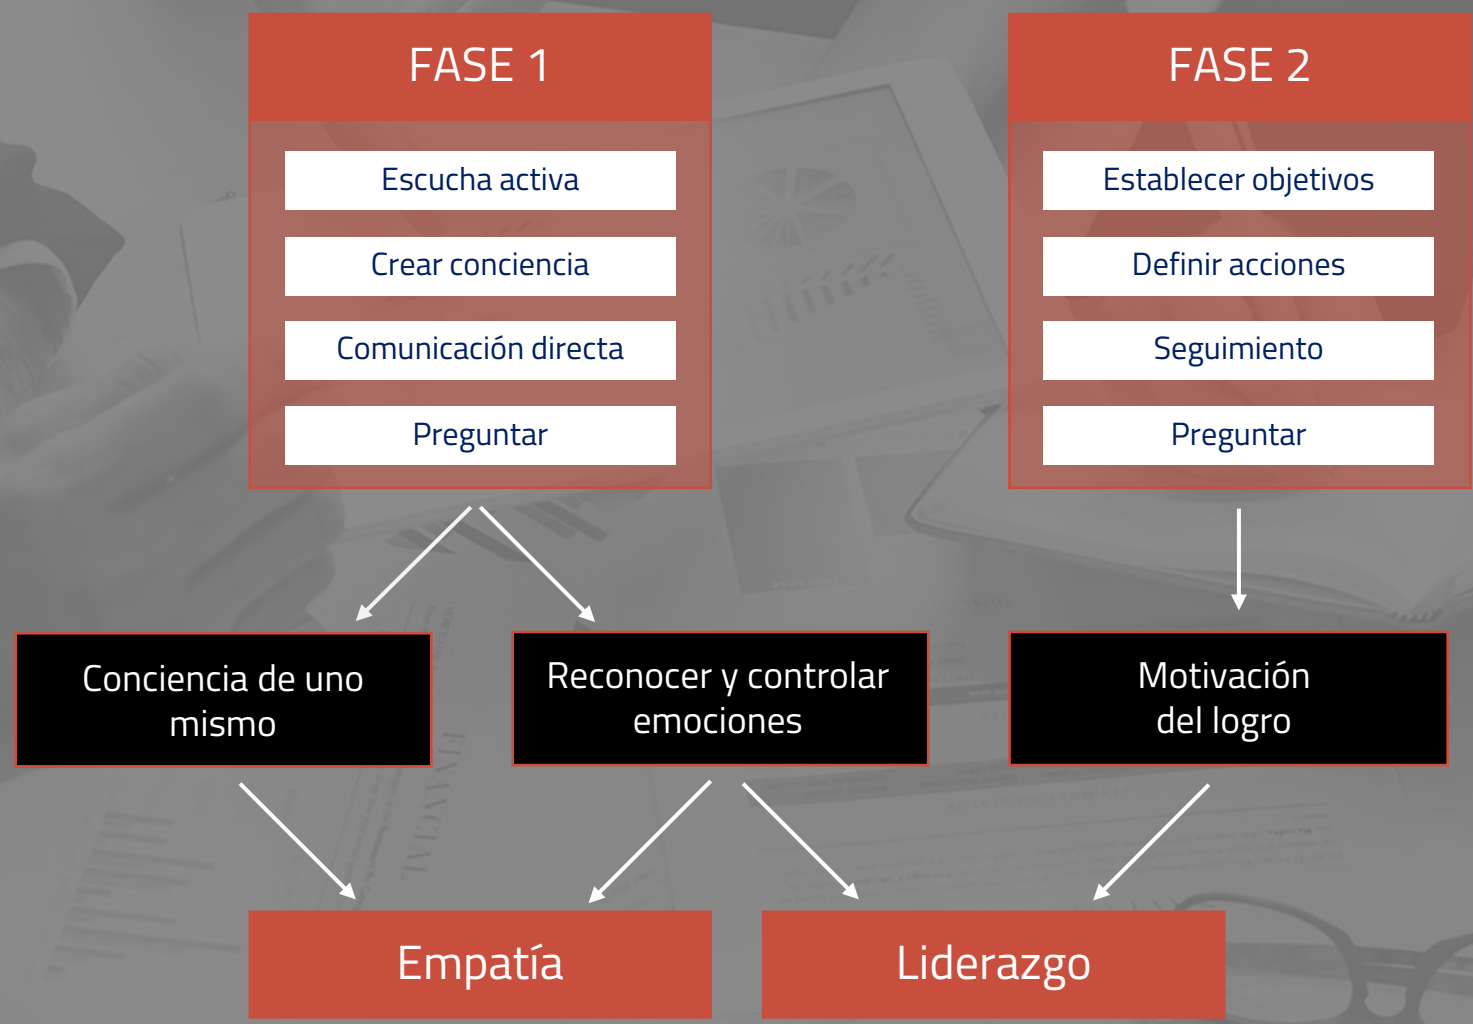 FASE 1
Escucha activa
Crear conciencia
Comunicación directa
Preguntar
FASE 2
Establecer objetivos
Definir acciones
Seguimiento
Preguntar
Conciencia de uno
mismo
Reconocer y controlar
emociones
Motivación
del logro
Empatía
Liderazgo
FINANCIAL